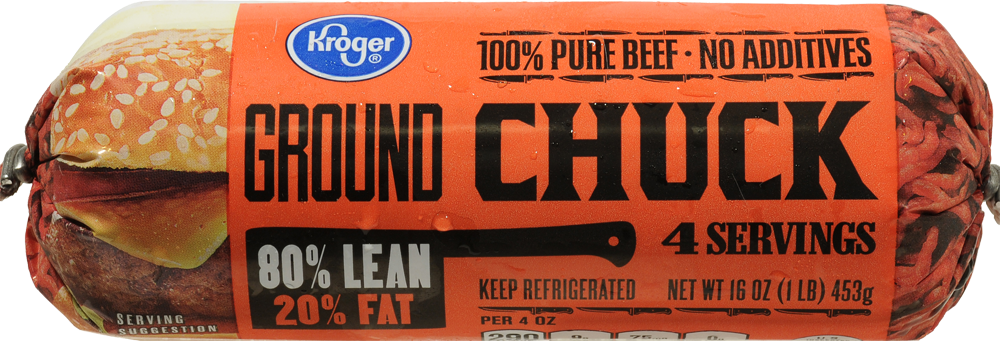 Kroger®
100% PURE BEEF · NO ADDITIVES
GROUND CHUCK
80% LEAN
20% FAT
4 SERVINGS
KEEP REFRIGERATED NET WT 16 OZ (1 LB) 453g
PER 4 OZ
SERVING
SUGGESTION